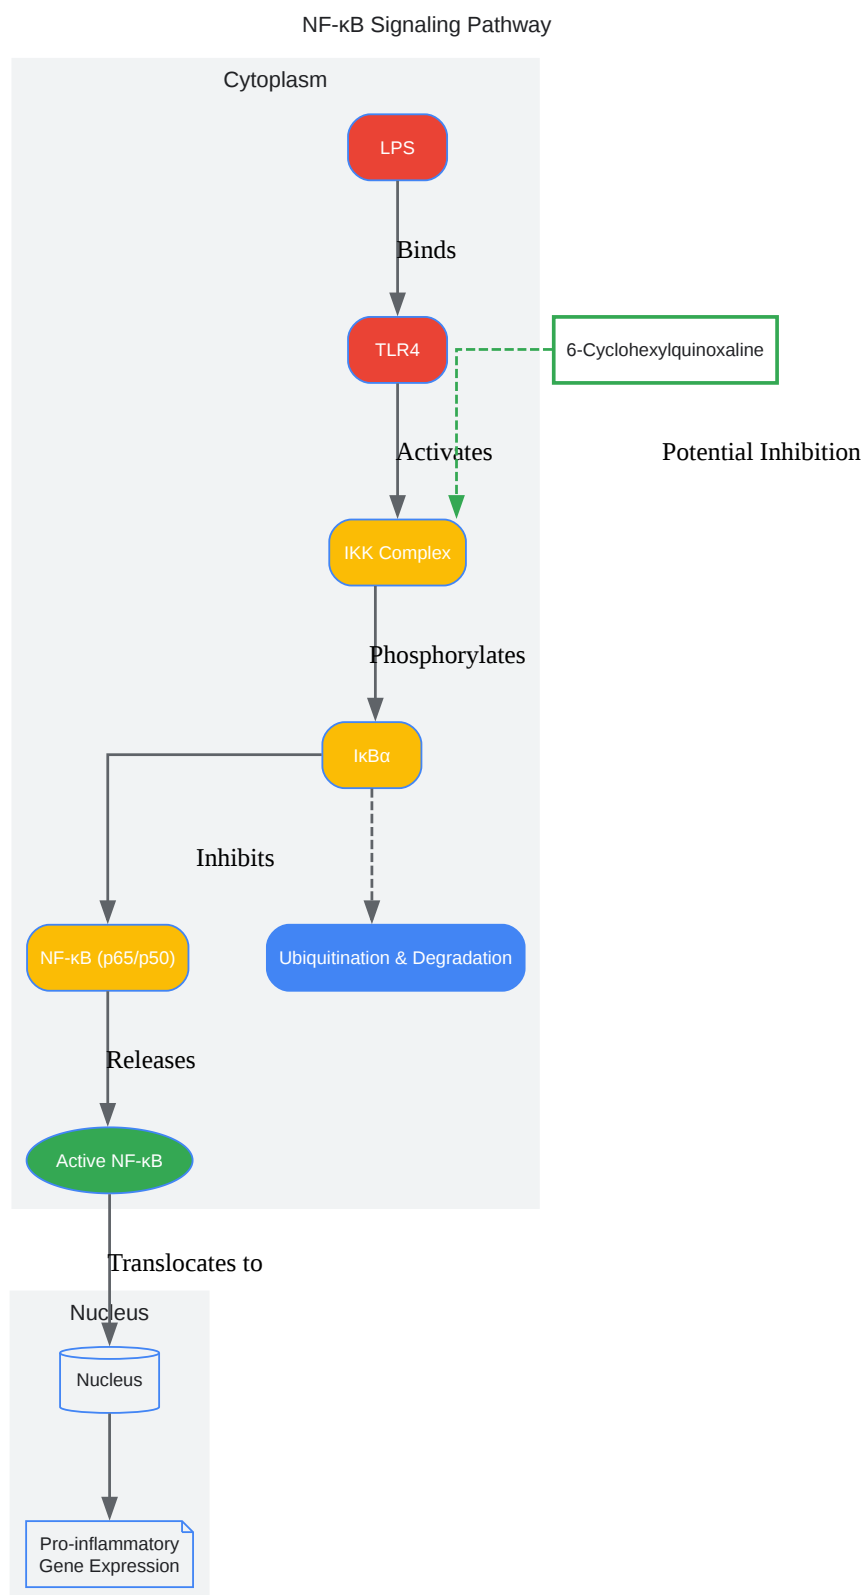 NF-κB Signaling Pathway
Cytoplasm
LPS
Binds
TLR4
6-Cyclohexylquinoxaline
Activates
Potential Inhibition
IKK Complex
Phosphorylates
IκBα
Inhibits
NF-κB (p65/p50)
Ubiquitination & Degradation
Releases
Active NF-κB
Translocates to
Nucleus
Nucleus
Pro-inflammatory
Gene Expression